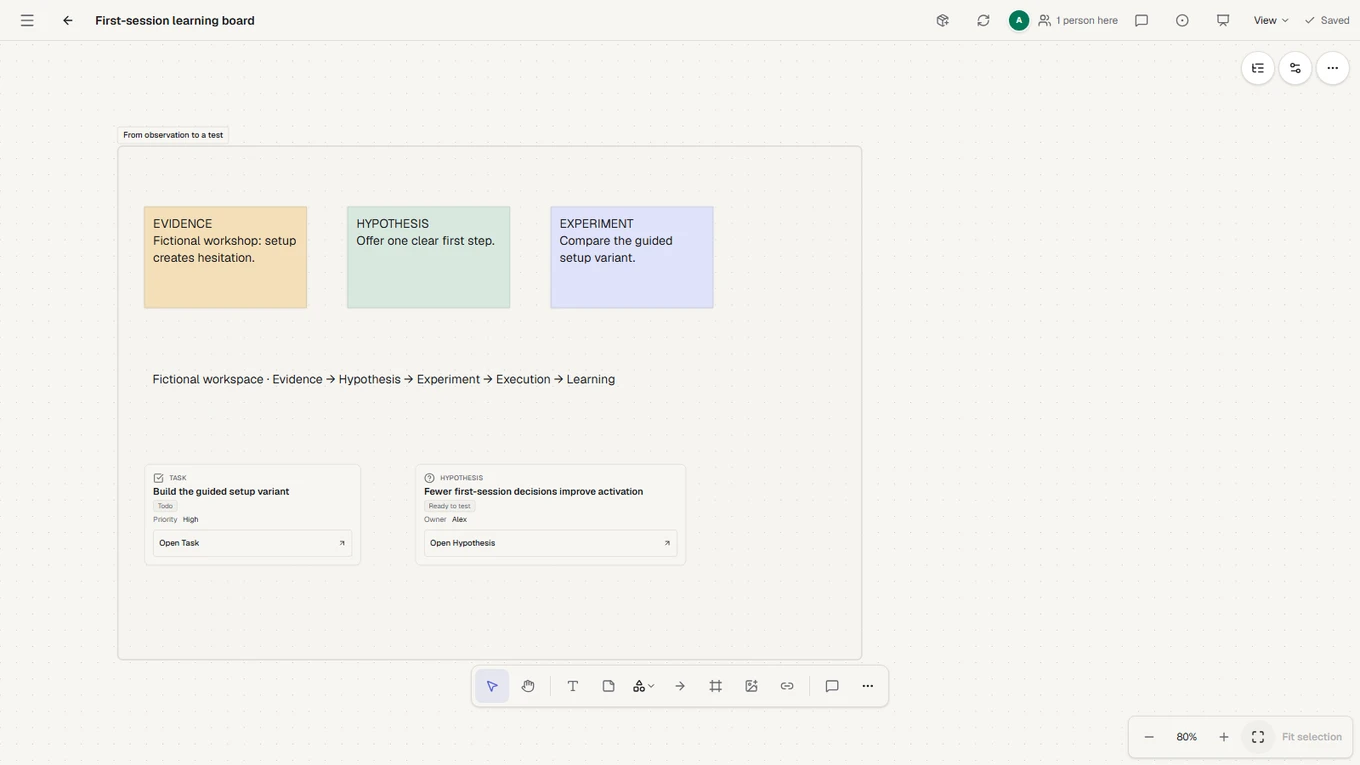 First-session learning board
A
1 person here
View
Saved
From observation to a test
EVIDENCE
Fictional workshop: setup
creates hesitation.
HYPOTHESIS
Offer one clear first step.
EXPERIMENT
Compare the guided
setup variant.
Fictional workspace · Evidence → Hypothesis → Experiment → Execution → Learning
TASK
Build the guided setup variant
Todo
Priority High
Open Task
HYPOTHESIS
Fewer first-session decisions improve activation
Ready to test
Owner Alex
Open Hypothesis
80%
Fit selection